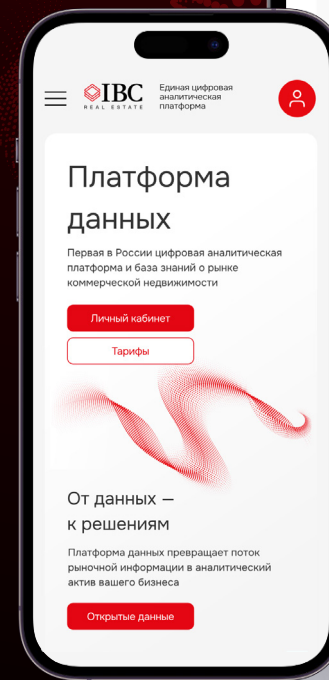 IBC
REAL ESTATE
Единая цифровая
аналитическая
платформа
Платформа
данных
Первая в России цифровая аналитическая
платформа и база знаний о рынке
коммерческой недвижимости
Личный кабинет
Тарифы
От данных —
к решениям
Платформа данных превращает поток
рыночной информации в аналитический
актив вашего бизнеса
Открытые данные